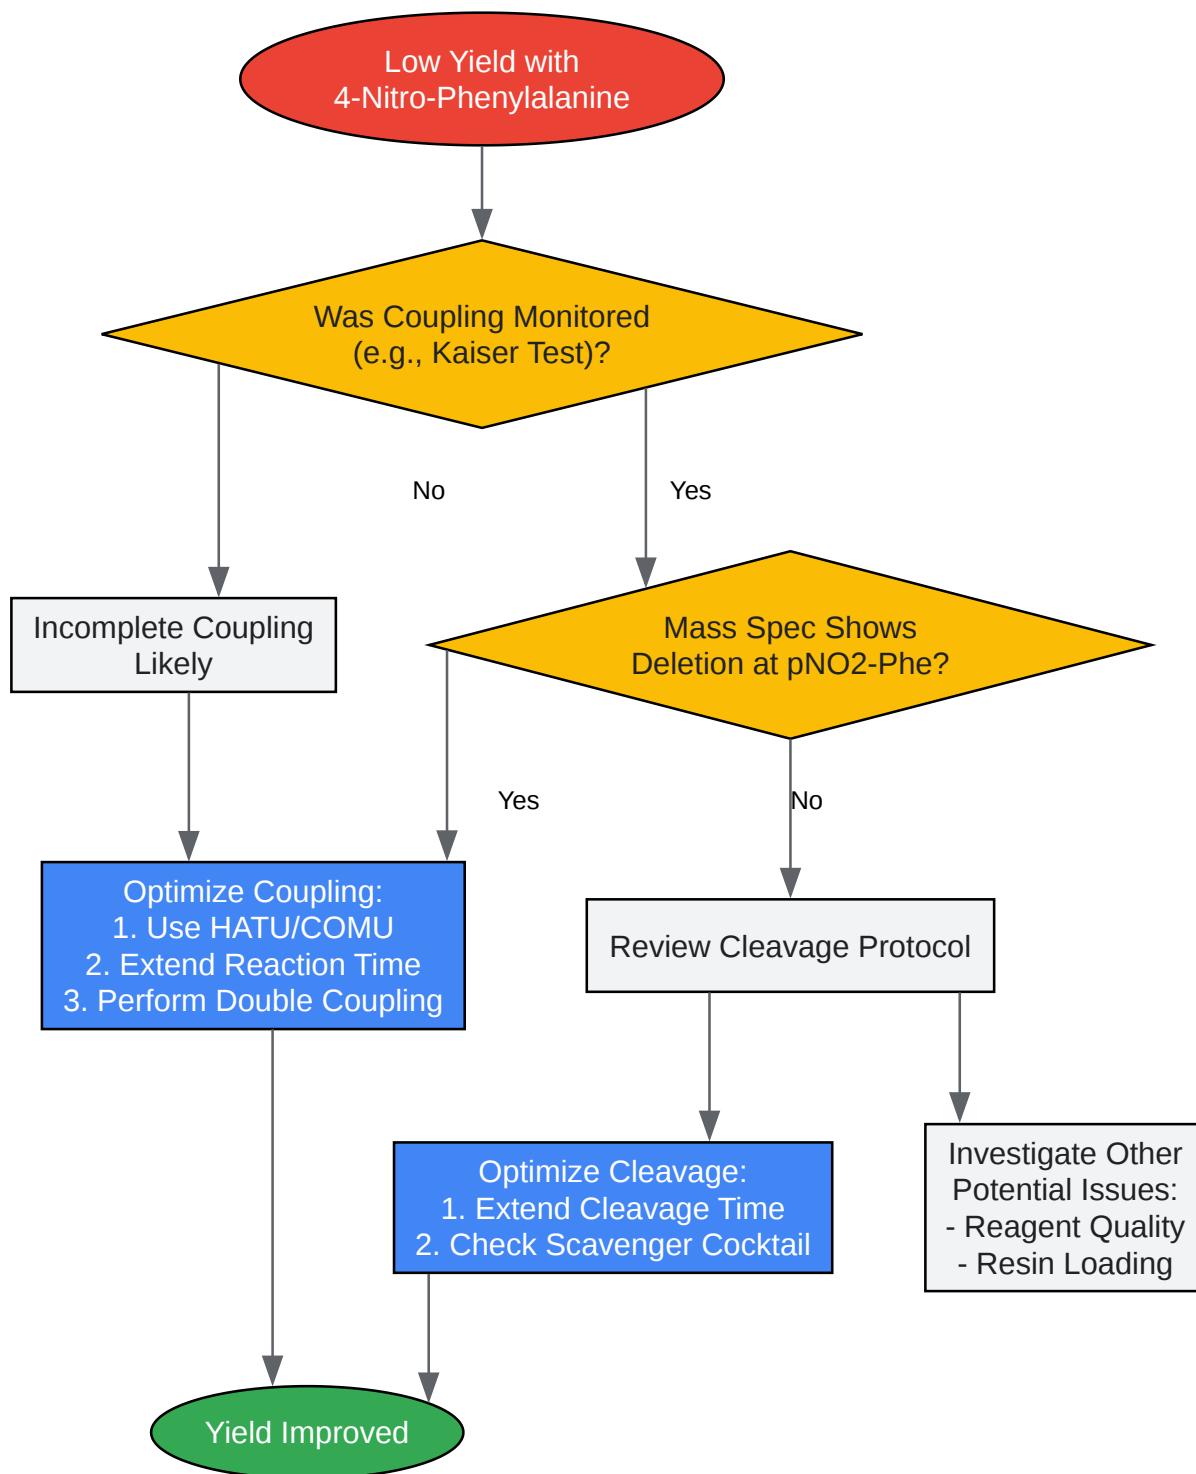 Low Yield with
4-Nitro-Phenylalanine
Was Coupling Monitored
(e.g., Kaiser Test)?
No
Yes
Incomplete Coupling
Likely
Mass Spec Shows
Deletion at pNO2-Phe?
Yes
No
Optimize Coupling:
1. Use HATU/COMU
2. Extend Reaction Time
3. Perform Double Coupling
Review Cleavage Protocol
Optimize Cleavage:
1. Extend Cleavage Time
2. Check Scavenger Cocktail
Investigate Other
Potential Issues:
- Reagent Quality
- Resin Loading
Yield Improved